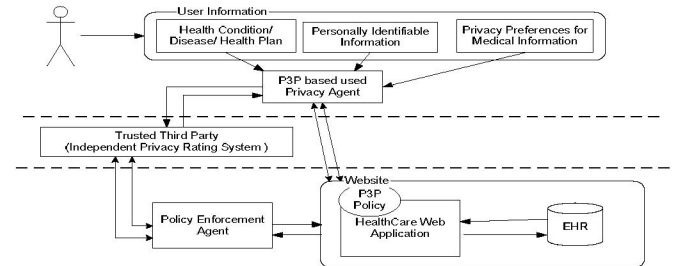 User Information
Health Condition/
Disease/ Health Plan
Personally Identifiable
Information
Privacy Preferences for
Medical Information
P3P based used
Privacy Agent
Trusted Third Party
(Independent Privacy Rating System )
Website
P3P
Policy
Policy Enforcement
Agent
HealthCare Web
Application
EHR